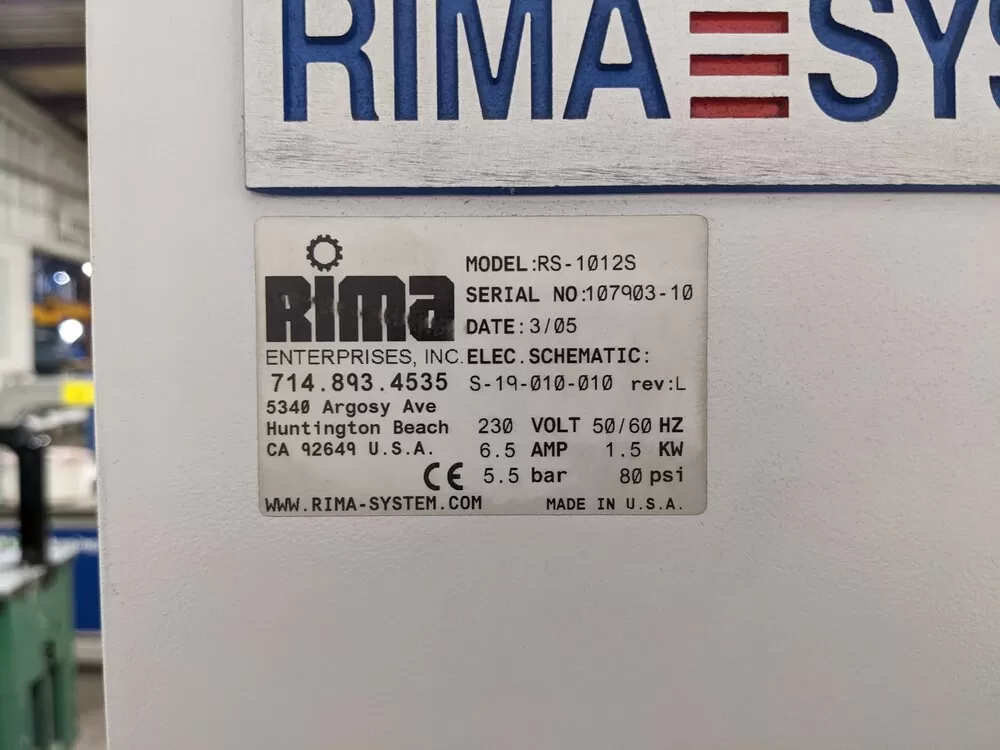 RIMA SYS
RIMA
ENTERPRISES, INC.
714.893.4535
5340 Argosy Ave
Huntington Beach
CA 92649 U.S.A.
CE
WWW.RIMA-SYSTEM.COM
MODEL:RS-1012S
SERIAL NO:107903-10
DATE:3/05
ELEC.SCHEMATIC:
S-19-010-010 rev:L
230 VOLT 50/60 HZ
6.5 AMP 1.5 KW
5.5 bar 80 psi
MADE IN U.S.A.